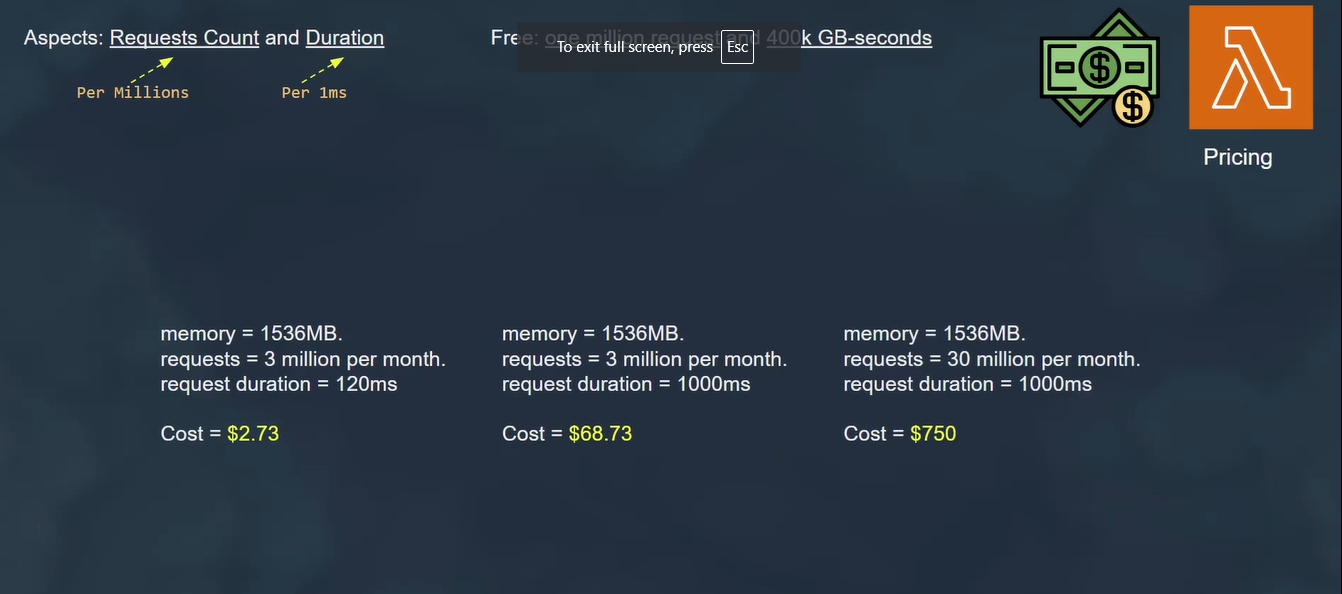 Aspects: Requests Count and Duration
Free: one million request and 400k GB-seconds
To exit full screen, press Esc
Per Millions
Per 1ms
Pricing
memory = 1536MB.
requests = 3 million per month.
request duration = 120ms
Cost = $2.73
memory = 1536MB.
requests = 3 million per month.
request duration = 1000ms
Cost = $68.73
memory = 1536MB.
requests = 30 million per month.
request duration = 1000ms
Cost = $750